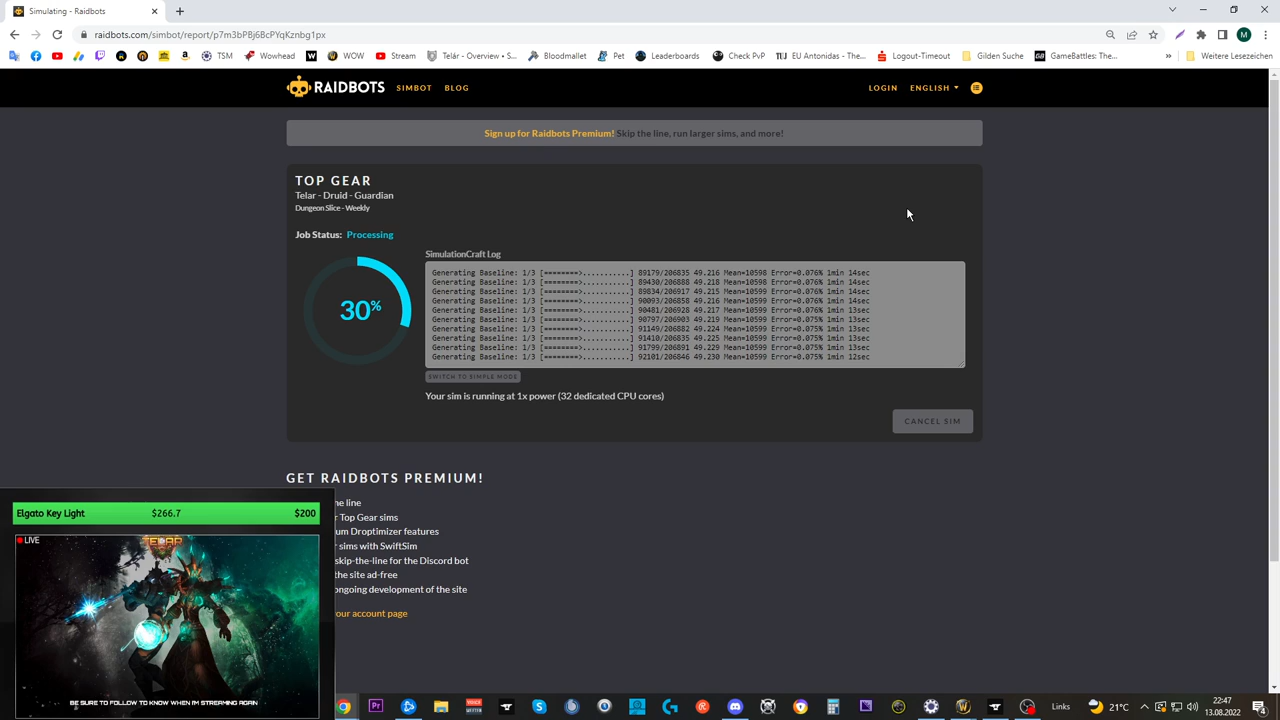 Simulating - Raidbots
raidbots.com/simbot/report/p7m3bPBj6BcPYqKznbg1px
TSM
Wowhead
WOW
Stream
Telár - Overview • S...
Bloodmallet
Pet
Leaderboards
Check PvP
EU Antonidas - The...
Logout-Timeout
Gilden Suche
GameBattles: The...
Weitere Lesezeichen
RAIDBOTS
SIMBOT
BLOG
LOGIN
ENGLISH
Sign up for Raidbots Premium! Skip the line, run larger sims, and more!
TOP GEAR
Telar - Druid - Guardian
Dungeon Slice - Weekly
Job Status: Processing
30%
SimulationCraft Log
Generating Baseline: 1/3 [========>...........] 89179/206835 49.216 Mean=10598 Error=0.076% 1min 14sec
Generating Baseline: 1/3 [========>...........] 89430/206888 49.218 Mean=10598 Error=0.076% 1min 14sec
Generating Baseline: 1/3 [========>...........] 89834/206917 49.215 Mean=10598 Error=0.076% 1min 14sec
Generating Baseline: 1/3 [========>...........] 90093/206858 49.216 Mean=10599 Error=0.076% 1min 14sec
Generating Baseline: 1/3 [========>...........] 90481/206928 49.217 Mean=10599 Error=0.076% 1min 13sec
Generating Baseline: 1/3 [========>...........] 90797/206903 49.219 Mean=10599 Error=0.075% 1min 13sec
Generating Baseline: 1/3 [========>...........] 91149/206882 49.224 Mean=10599 Error=0.075% 1min 13sec
Generating Baseline: 1/3 [========>...........] 91410/206835 49.225 Mean=10599 Error=0.075% 1min 13sec
Generating Baseline: 1/3 [========>...........] 91799/206891 49.229 Mean=10599 Error=0.075% 1min 13sec
Generating Baseline: 1/3 [========>...........] 92101/206846 49.230 Mean=10599 Error=0.075% 1min 12sec
SWITCH TO SIMPLE MODE
Your sim is running at 1x power (32 dedicated CPU cores)
CANCEL SIM
GET RAIDBOTS PREMIUM!
he line
r Top Gear sims
um Droptimizer features
r sims with SwiftSim
skip-the-line for the Discord bot
the site ad-free
ongoing development of the site
our account page
Elgato Key Light
$266.7
$200
LIVE
TELAR
BE SURE TO FOLLOW TO KNOW WHEN I'M STREAMING AGAIN
Links
21°C
22:47
13.08.2022